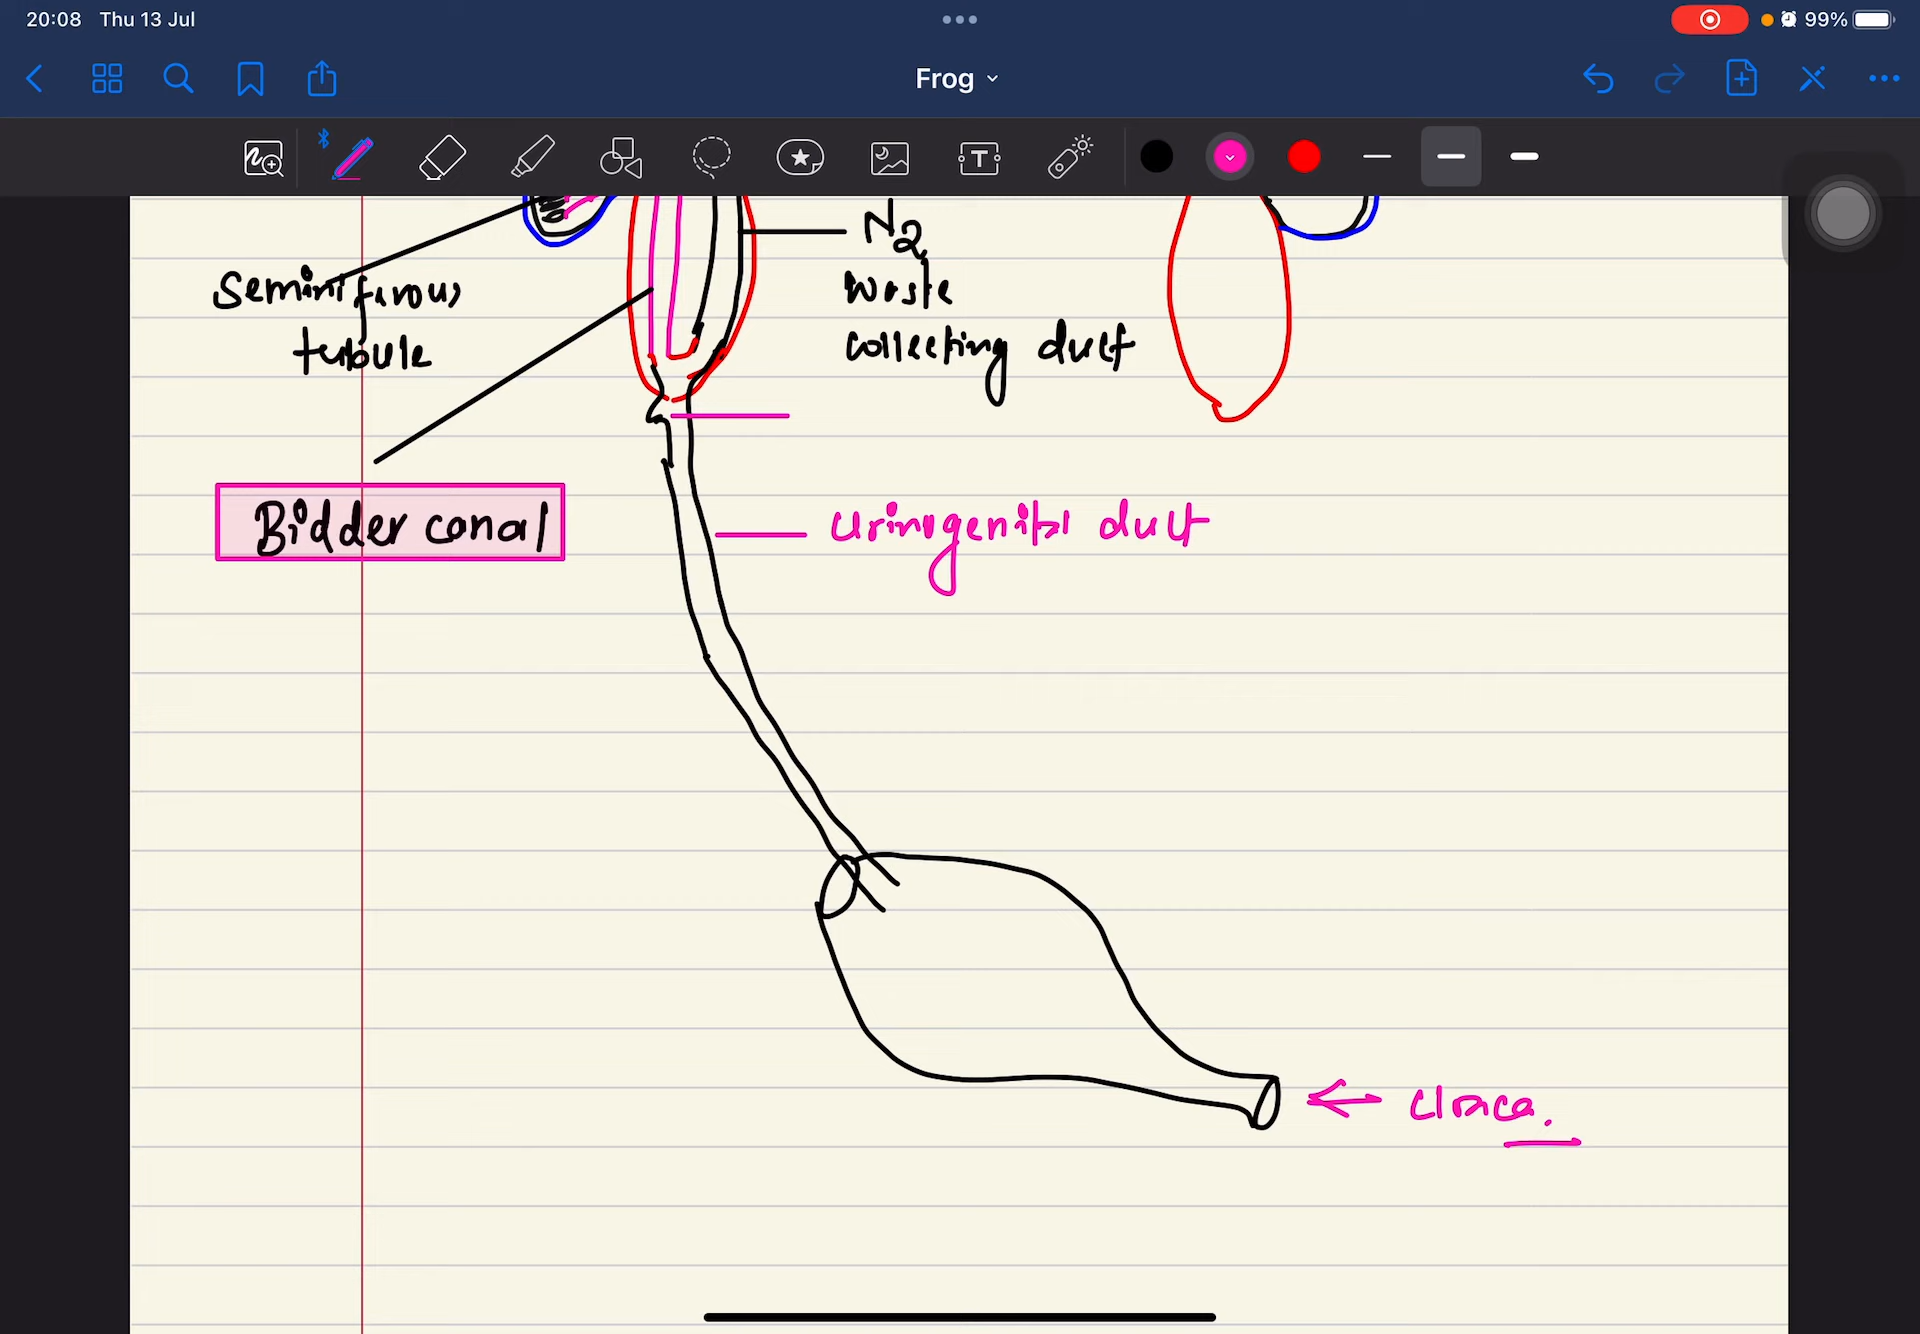 20:08 Thu 13 Jul
99%
Frog
N2
waste
collecting duct
Seminiferous
tubule
Bidder canal
Urinogenital duct
cloaca.